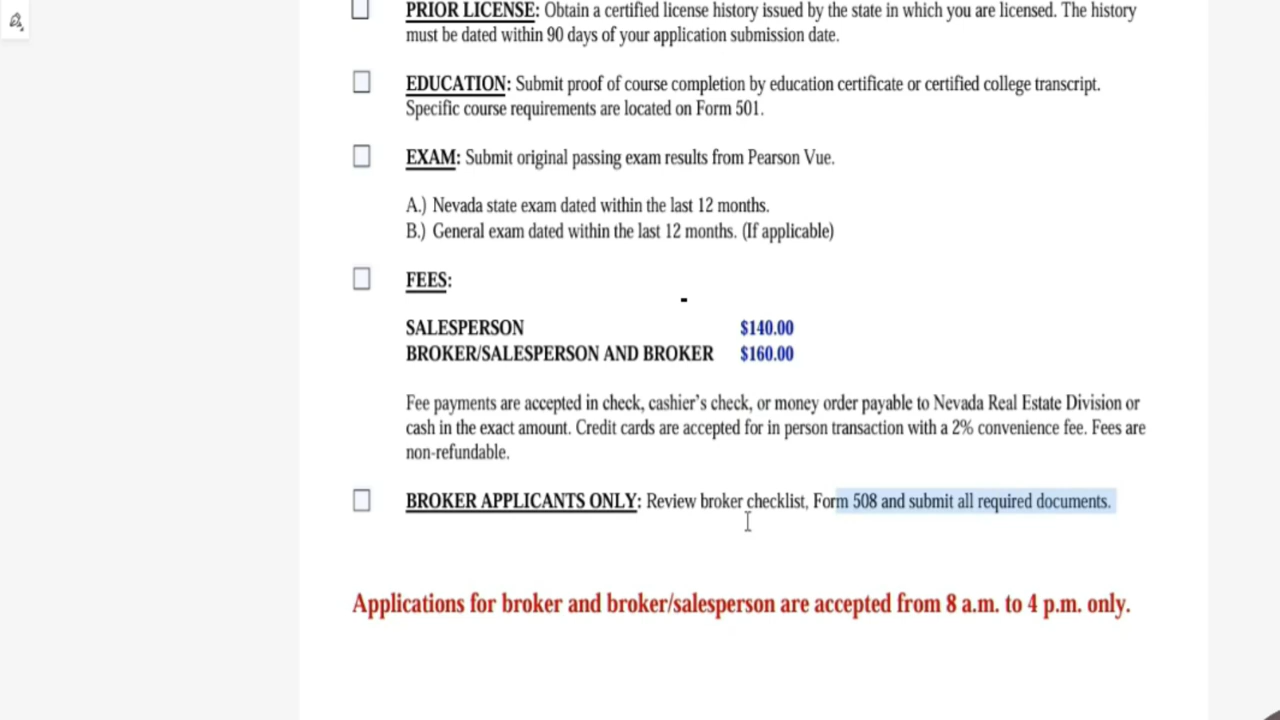 PRIOR LICENSE: Obtain a certified license history issued by the state in which you are licensed. The history
must be dated within 90 days of your application submission date.
EDUCATION: Submit proof of course completion by education certificate or certified college transcript.
Specific course requirements are located on Form 501.
EXAM: Submit original passing exam results from Pearson Vue.
A.) Nevada state exam dated within the last 12 months.
B.) General exam dated within the last 12 months. (If applicable)
FEES:
-
SALESPERSON $140.00
BROKER/SALESPERSON AND BROKER $160.00
Fee payments are accepted in check, cashier’s check, or money order payable to Nevada Real Estate Division or
cash in the exact amount. Credit cards are accepted for in person transaction with a 2% convenience fee. Fees are
non-refundable.
BROKER APPLICANTS ONLY: Review broker checklist, Form 508 and submit all required documents.
Applications for broker and broker/salesperson are accepted from 8 a.m. to 4 p.m. only.